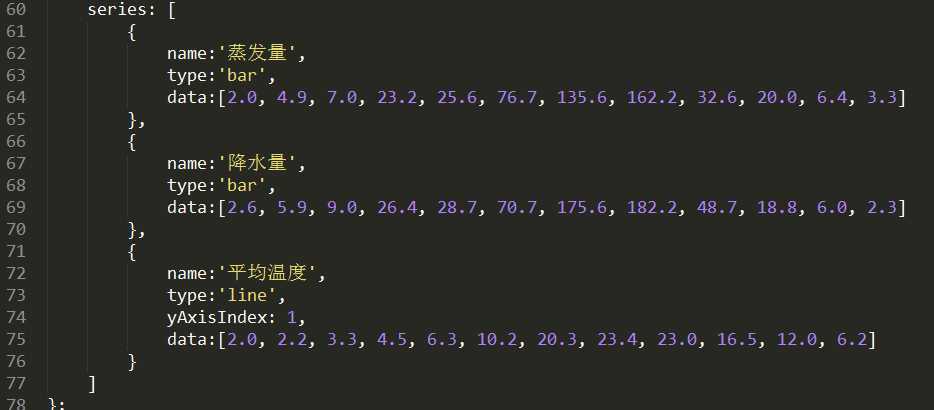 60 series: [
61 {
62 name:'蒸发量',
63 type:'bar',
64 data:[2.0, 4.9, 7.0, 23.2, 25.6, 76.7, 135.6, 162.2, 32.6, 20.0, 6.4, 3.3]
65 },
66 {
67 name:'降水量',
68 type:'bar',
69 data:[2.6, 5.9, 9.0, 26.4, 28.7, 70.7, 175.6, 182.2, 48.7, 18.8, 6.0, 2.3]
70 },
71 {
72 name:'平均温度',
73 type:'line',
74 yAxisIndex: 1,
75 data:[2.0, 2.2, 3.3, 4.5, 6.3, 10.2, 20.3, 23.4, 23.0, 16.5, 12.0, 6.2]
76 }
77 ]
78 };